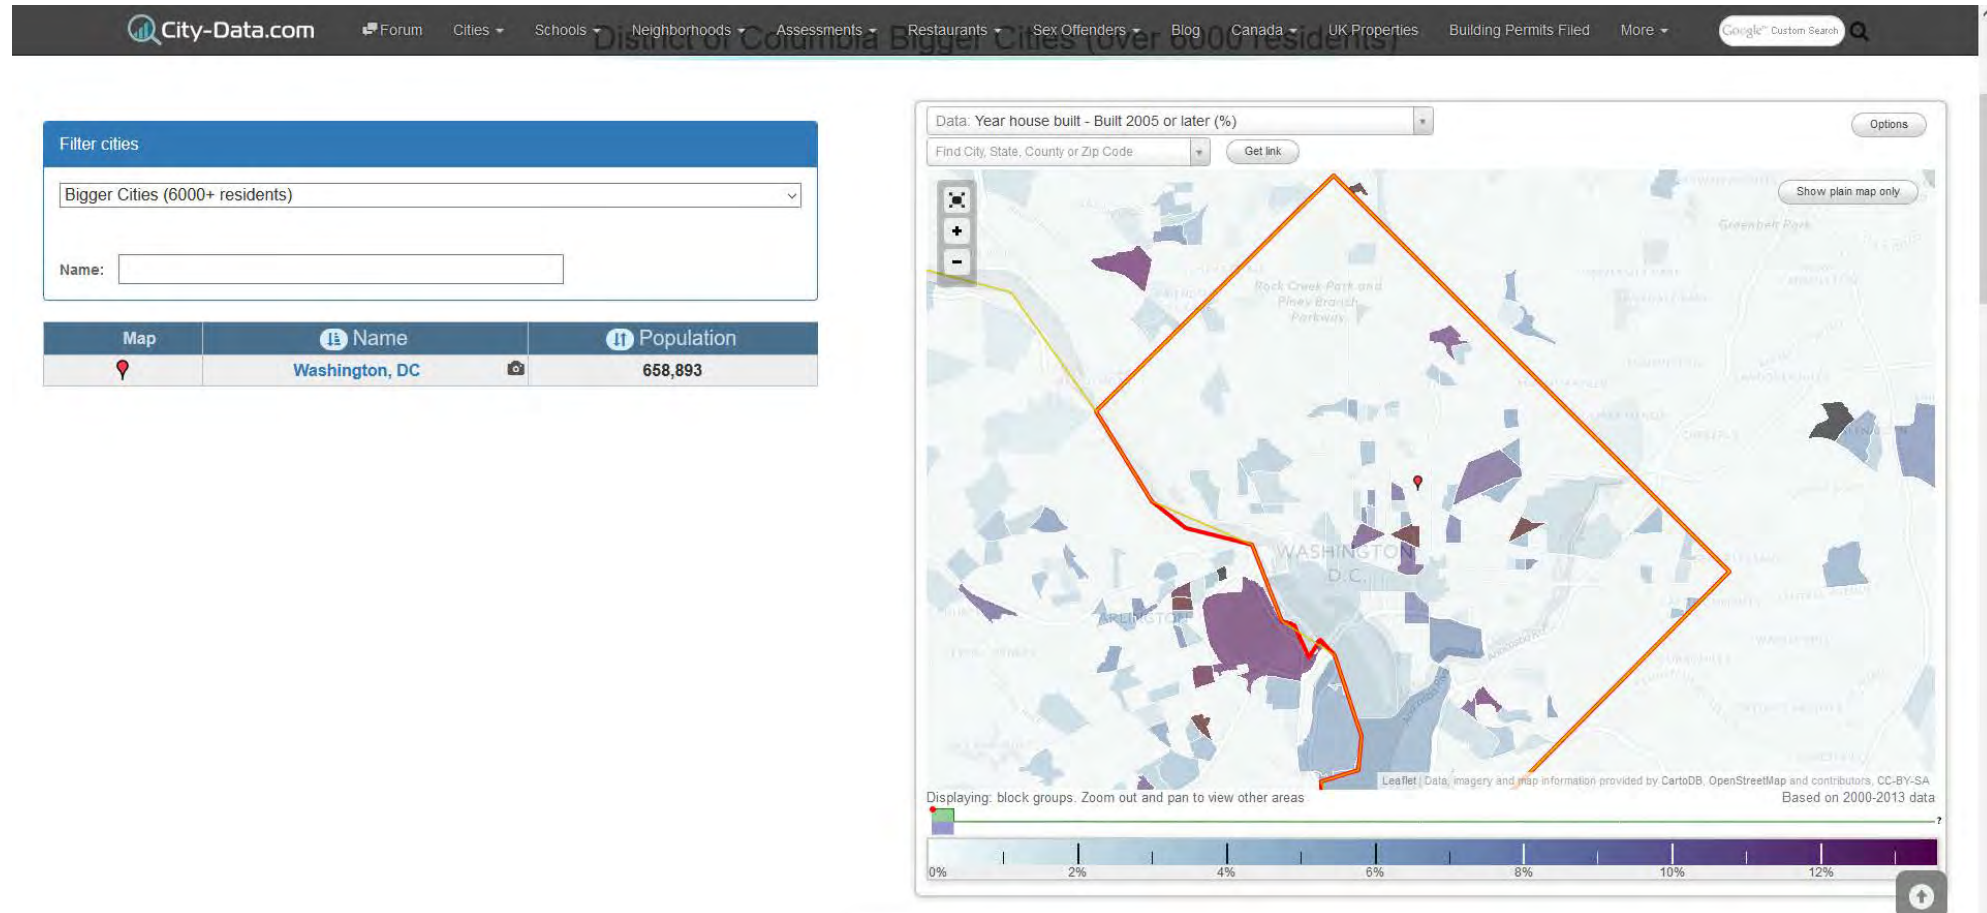 City-Data.com
Forum
Cities
Schools
Neighborhoods
Assessments
Restaurants
Sex Offenders
Blog
Canada
UK Properties
Building Permits Filed
More
Google™ Custom Search
District of Columbia Bigger Cities (over 6000 residents)
Filter cities
Bigger Cities (6000+ residents)
Name:
Map Name Population
Washington, DC 658,893
Data: Year house built - Built 2005 or later (%)
Options
Find City, State, County or Zip Code
Get link
Show plain map only
+
-
Greenbelt Park
Rock Creek Park and
Piney Branch
Parkway
WASHINGTON
D.C.
ARLINGTON
Leaflet | Data, imagery and map information provided by CartoDB, OpenStreetMap and contributors, CC-BY-SA
Displaying: block groups. Zoom out and pan to view other areas
Based on 2000-2013 data
?
0% 2% 4% 6% 8% 10% 12%